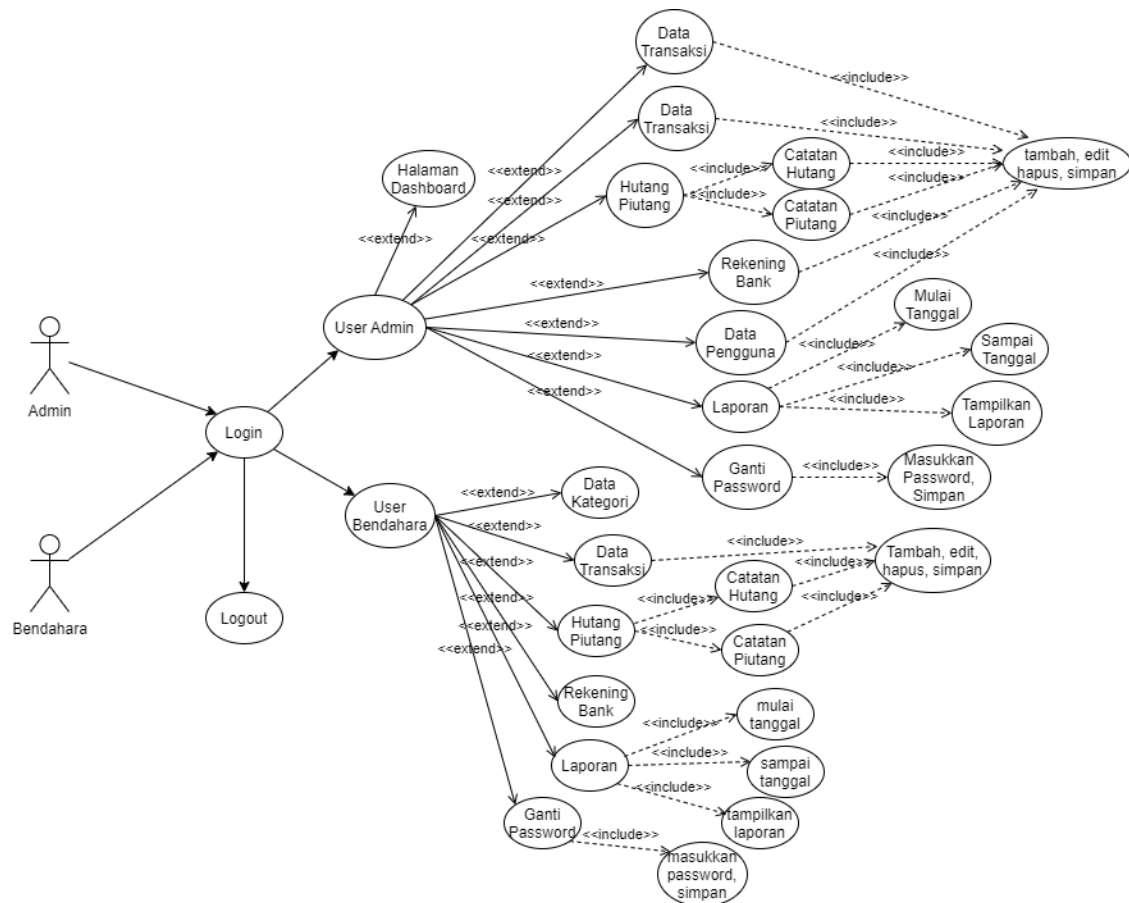 Data
Transaksi
<<include>>
Data
Transaksi
<<include>>
<<extend>>
Halaman
Dashboard
<<extend>>
<<extend>>
Hutang
Piutang
<<extend>>
<<include>>
<<include>>
Catatan
Hutang
Catatan
Piutang
<<include>>
<<include>>
tambah, edit
hapus, simpan
<<extend>>
Rekening
Bank
<<include>>
User Admin
<<extend>>
Data
Pengguna
<<include>>
Mulai
Tanggal
<<extend>>
Laporan
<<include>>
<<include>>
<<include>>
Sampai
Tanggal
Tampilkan
Laporan
Admin
Login
<<extend>>
Ganti
Password
<<include>>
Masukkan
Password,
Simpan
User
Bendahara
<<extend>>
Data
Kategori
<<extend>>
Data
Transaksi
<<include>>
Tambah, edit,
hapus, simpan
Bendahara
Logout
<<extend>>
Hutang
Piutang
<<include>>
<<include>>
Catatan
Hutang
Catatan
Piutang
<<include>>
<<include>>
<<extend>>
Rekening
Bank
<<extend>>
<<extend>>
Laporan
<<include>>
<<include>>
<<include>>
mulai
tanggal
sampai
tanggal
tampilkan
laporan
Ganti
Password
<<include>>
masukkan
password,
simpan